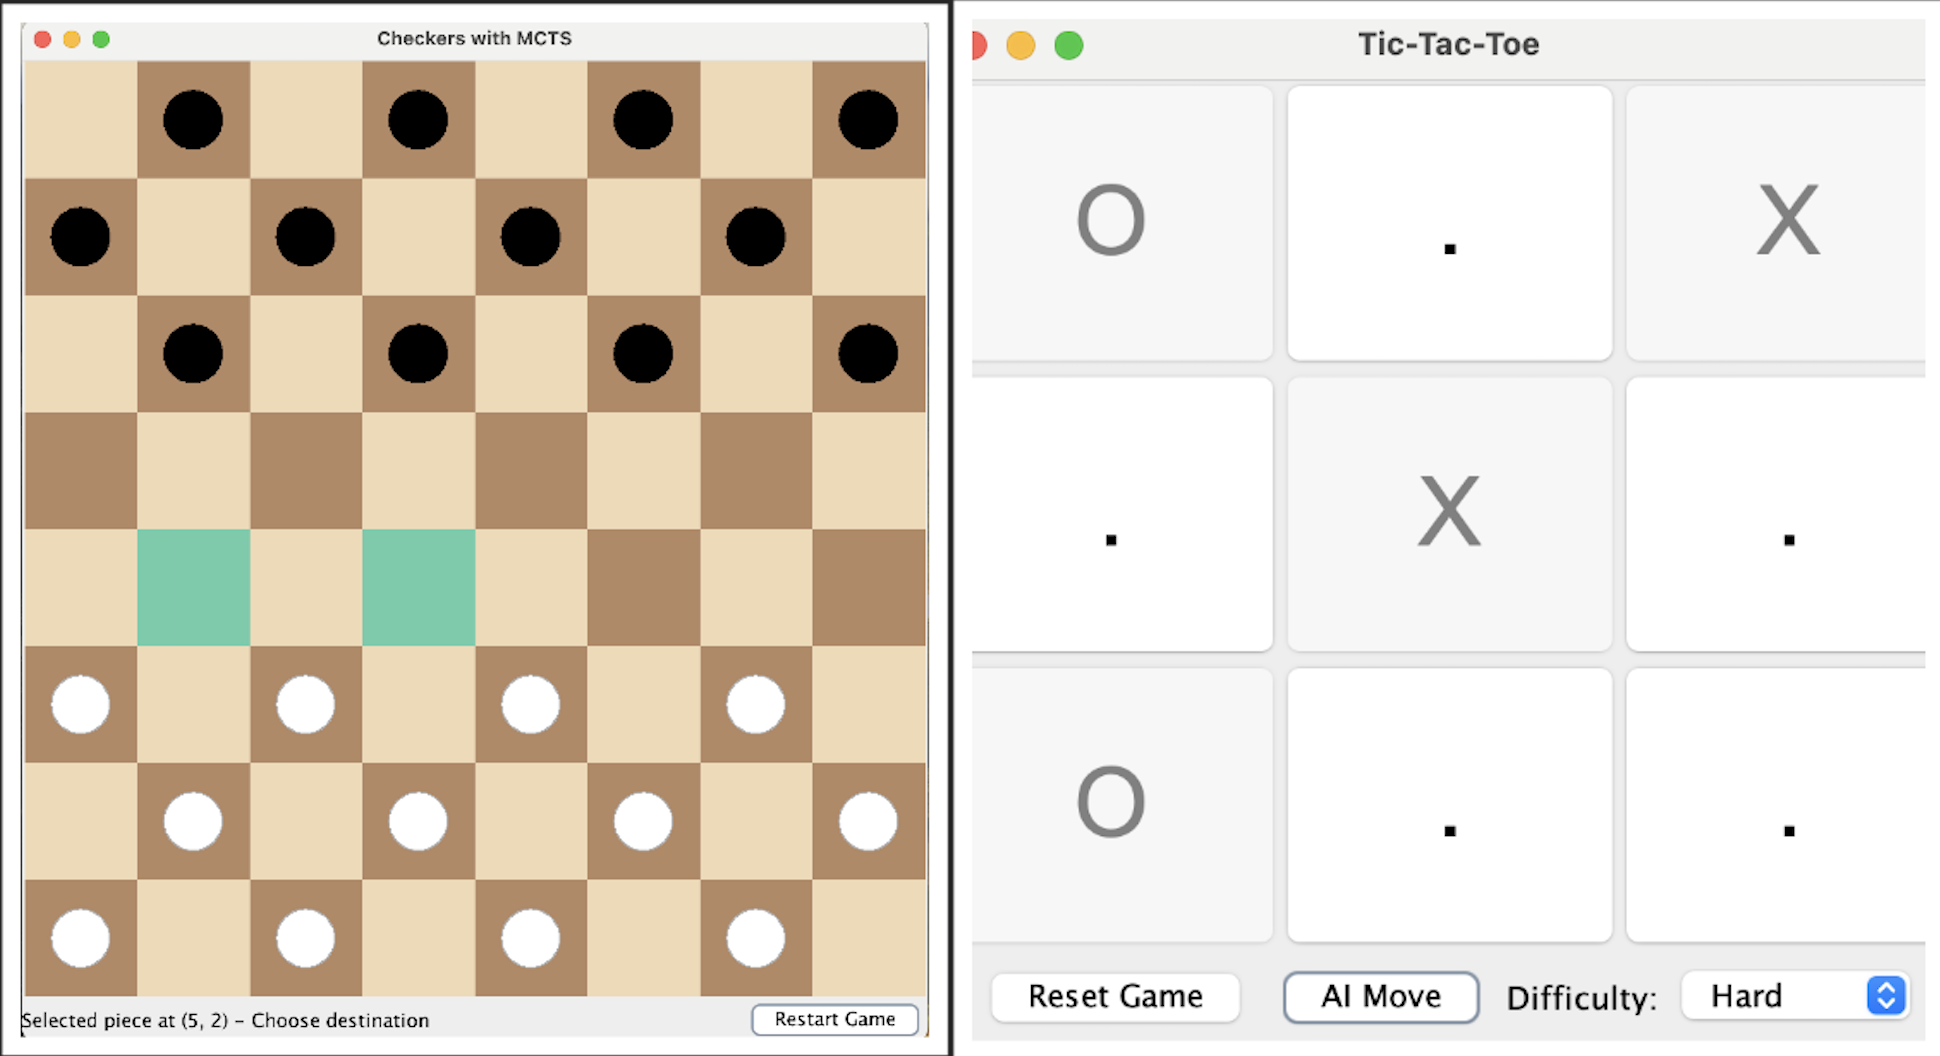 Checkers with MCTS
Selected piece at (5, 2) – Choose destination
Restart Game
Tic-Tac-Toe
O . X
. X .
O . .
Reset Game AI Move Difficulty: Hard